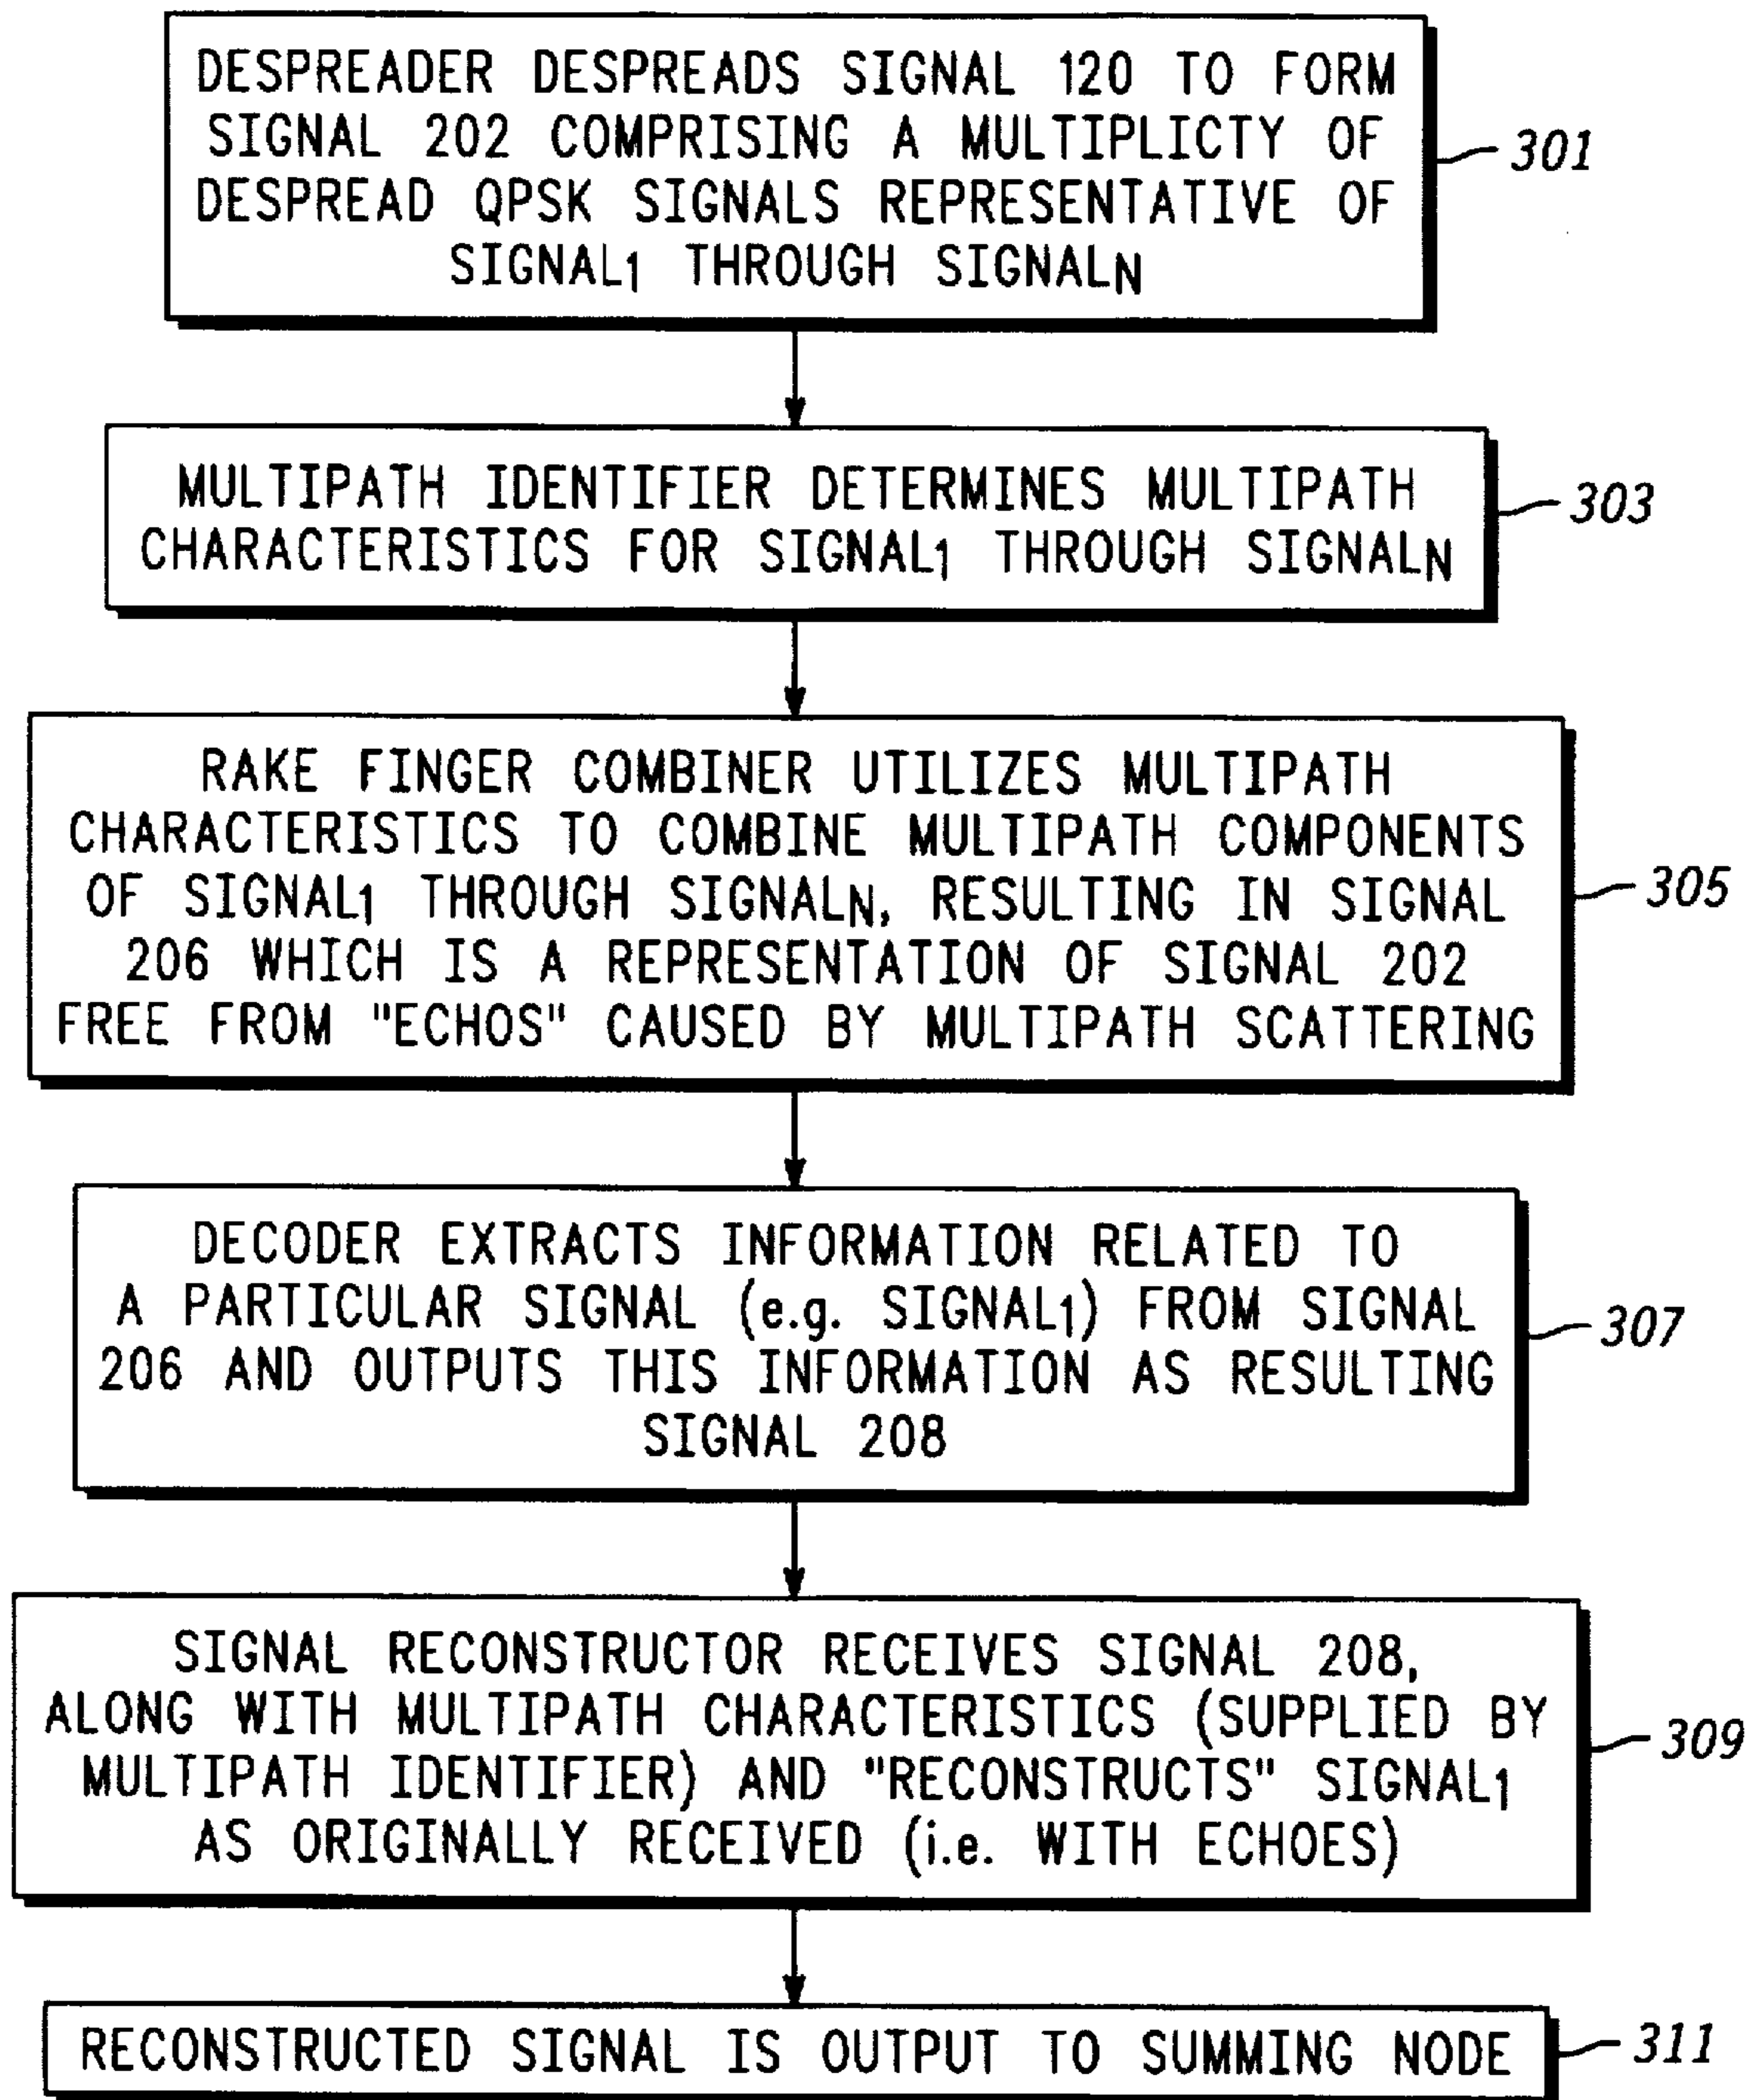 DESPREADER DESPREADS SIGNAL 120 TO FORM
SIGNAL 202 COMPRISING A MULTIPLICTY OF
DESPREAD QPSK SIGNALS REPRESENTATIVE OF
SIGNAL1 THROUGH SIGNALN
301
MULTIPATH IDENTIFIER DETERMINES MULTIPATH
CHARACTERISTICS FOR SIGNAL1 THROUGH SIGNALN
303
RAKE FINGER COMBINER UTILIZES MULTIPATH
CHARACTERISTICS TO COMBINE MULTIPATH COMPONENTS
OF SIGNAL1 THROUGH SIGNALN, RESULTING IN SIGNAL
206 WHICH IS A REPRESENTATION OF SIGNAL 202
FREE FROM "ECHOS" CAUSED BY MULTIPATH SCATTERING
305
DECODER EXTRACTS INFORMATION RELATED TO
A PARTICULAR SIGNAL (e.g. SIGNAL1) FROM SIGNAL
206 AND OUTPUTS THIS INFORMATION AS RESULTING
SIGNAL 208
307
SIGNAL RECONSTRUCTOR RECEIVES SIGNAL 208,
ALONG WITH MULTIPATH CHARACTERISTICS (SUPPLIED BY
MULTIPATH IDENTIFIER) AND "RECONSTRUCTS" SIGNAL1
AS ORIGINALLY RECEIVED (i.e. WITH ECHOES)
309
RECONSTRUCTED SIGNAL IS OUTPUT TO SUMMING NODE
311